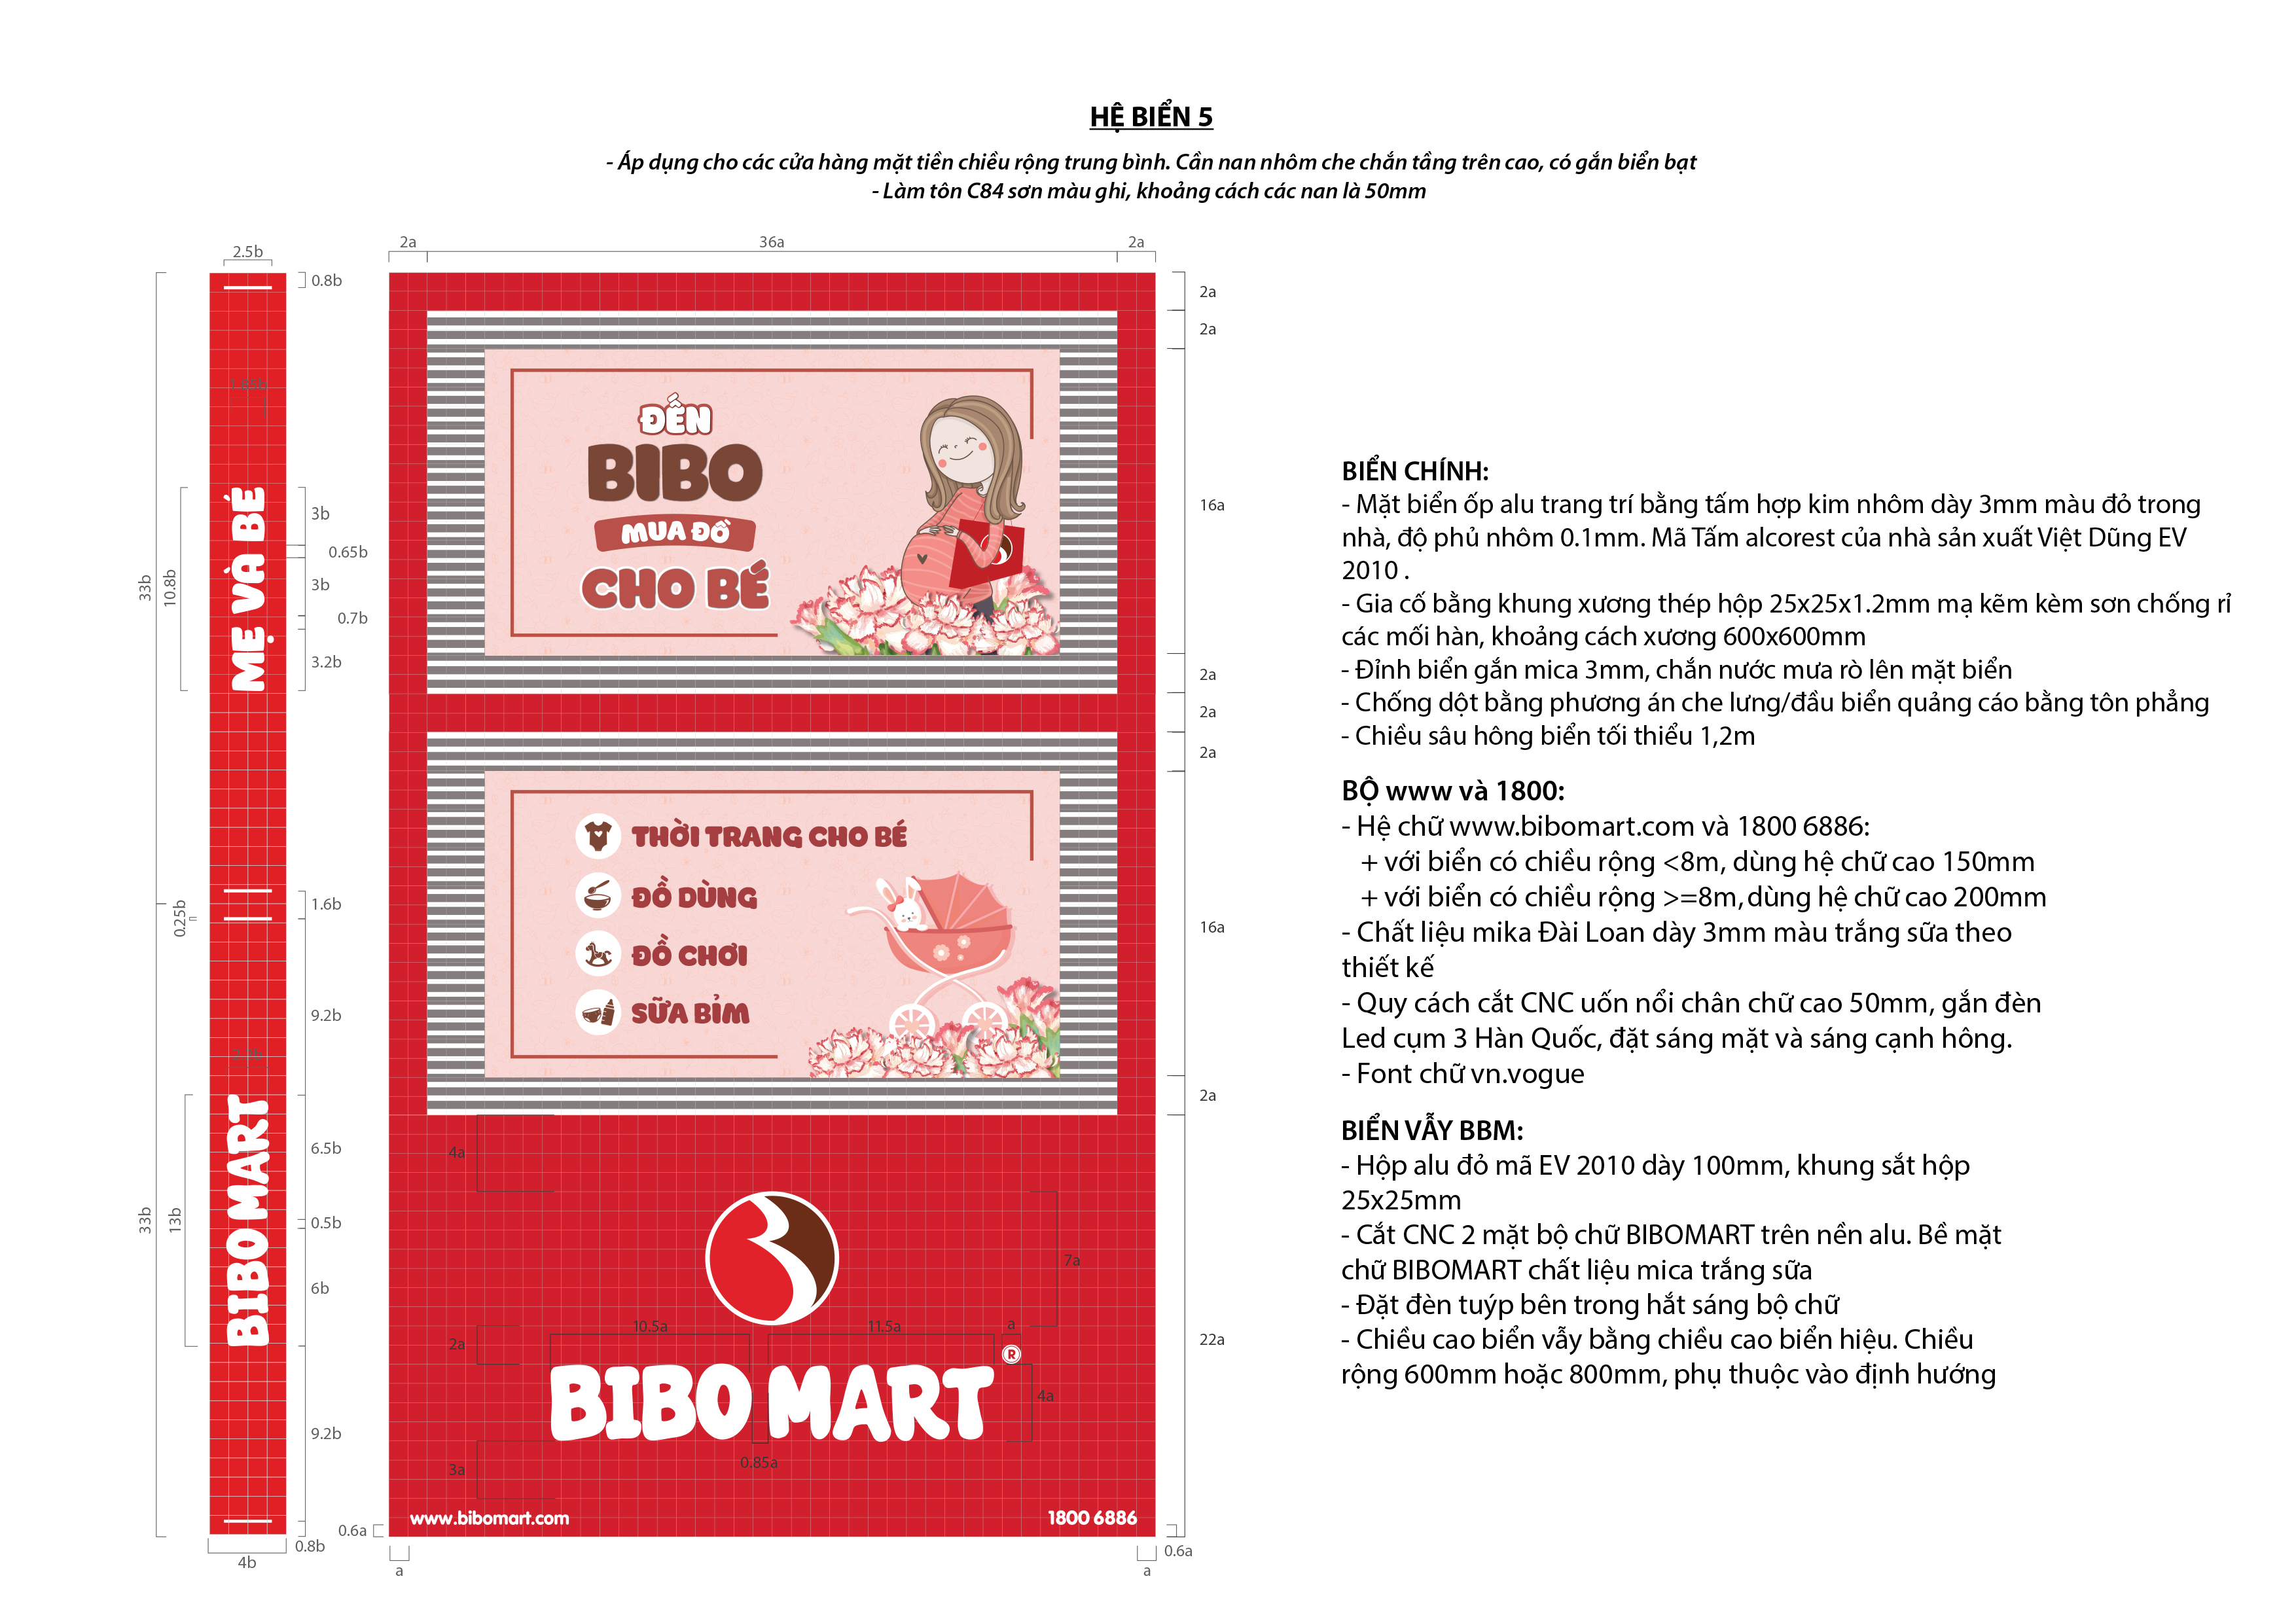 HỆ BIỂN 5
- Áp dụng cho các cửa hàng mặt tiền chiều rộng trung bình. Cần nan nhôm che chắn tầng trên cao, có gắn biển bạt
- Làm tôn C84 sơn màu ghi, khoảng cách các nan là 50mm
2.5b
0.8b
33b
10.8b
MẸ VÀ BÉ
3b
0.65b
3b
0.7b
3.2b
0.25b
1.6b
9.2b
33b
13b
BIBO MART
6.5b
0.5b
6b
9.2b
4b
0.8b
2a
36a
2a
2a
2a
16a
2a
2a
2a
16a
2a
22a
ĐẾN
BIBO
MUA ĐỒ
CHO BÉ
THỜI TRANG CHO BÉ
ĐỒ DÙNG
ĐỒ CHƠI
SỮA BỈM
4a
7a
10.5a
11.5a
a
2a
®
BIBO MART
4a
0.85a
3a
www.bibomart.com
1800 6886
0.6a
0.6a
a
a
BIỂN CHÍNH:
- Mặt biển ốp alu trang trí bằng tấm hợp kim nhôm dày 3mm màu đỏ trong
nhà, độ phủ nhôm 0.1mm. Mã Tấm alcorest của nhà sản xuất Việt Dũng EV
2010 .
- Gia cố bằng khung xương thép hộp 25x25x1.2mm mạ kẽm kèm sơn chống rỉ
các mối hàn, khoảng cách xương 600x600mm
- Đỉnh biển gắn mica 3mm, chắn nước mưa rò lên mặt biển
- Chống dột bằng phương án che lưng/đầu biển quảng cáo bằng tôn phẳng
- Chiều sâu hông biển tối thiểu 1,2m
BỘ www và 1800:
- Hệ chữ www.bibomart.com và 1800 6886:
+ với biển có chiều rộng <8m, dùng hệ chữ cao 150mm
+ với biển có chiều rộng >=8m, dùng hệ chữ cao 200mm
- Chất liệu mika Đài Loan dày 3mm màu trắng sữa theo
thiết kế
- Quy cách cắt CNC uốn nổi chân chữ cao 50mm, gắn đèn
Led cụm 3 Hàn Quốc, đặt sáng mặt và sáng cạnh hông.
- Font chữ vn.vogue
BIỂN VẪY BBM:
- Hộp alu đỏ mã EV 2010 dày 100mm, khung sắt hộp
25x25mm
- Cắt CNC 2 mặt bộ chữ BIBOMART trên nền alu. Bề mặt
chữ BIBOMART chất liệu mica trắng sữa
- Đặt đèn tuýp bên trong hắt sáng bộ chữ
- Chiều cao biển vẫy bằng chiều cao biển hiệu. Chiều
rộng 600mm hoặc 800mm, phụ thuộc vào định hướng